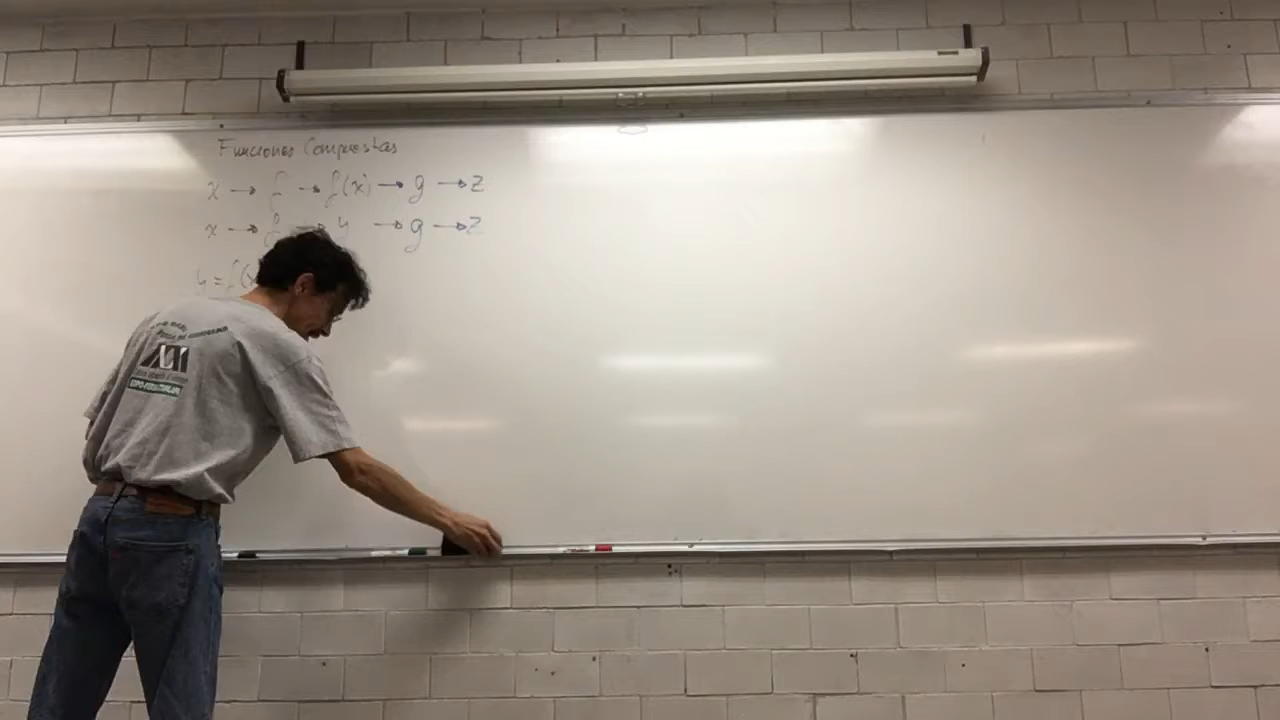 Funciones Compuestas
x → f → f(x) → g → z
x → f → y → g → z
y = f(x